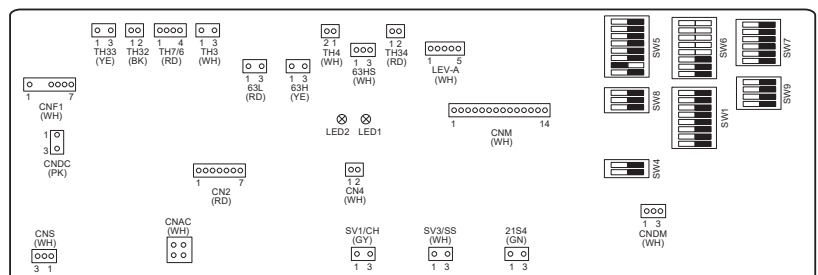 1 3
TH33
(YE)
1 2
TH32
(BK)
1 4
TH7/6
(RD)
1 3
TH3
(WH)
2 1
TH4
(WH)
1 3
63HS
(WH)
1 2
TH34
(RD)
1 5
LEV-A
(WH)
SW5
SW6
SW7
1 3
63L
(RD)
1 3
63H
(YE)
1 7
CNF1
(WH)
LED2
LED1
1 14
CNM
(WH)
SW8
SW1
SW9
1
3
CNDC
(PK)
1 7
CN2
(RD)
1 2
CN4
(WH)
SW4
CNAC
(WH)
CNS
(WH)
3 1
SV1/CH
(GY)
1 3
SV3/SS
(WH)
1 3
21S4
(GN)
1 3
1 3
CNDM
(WH)